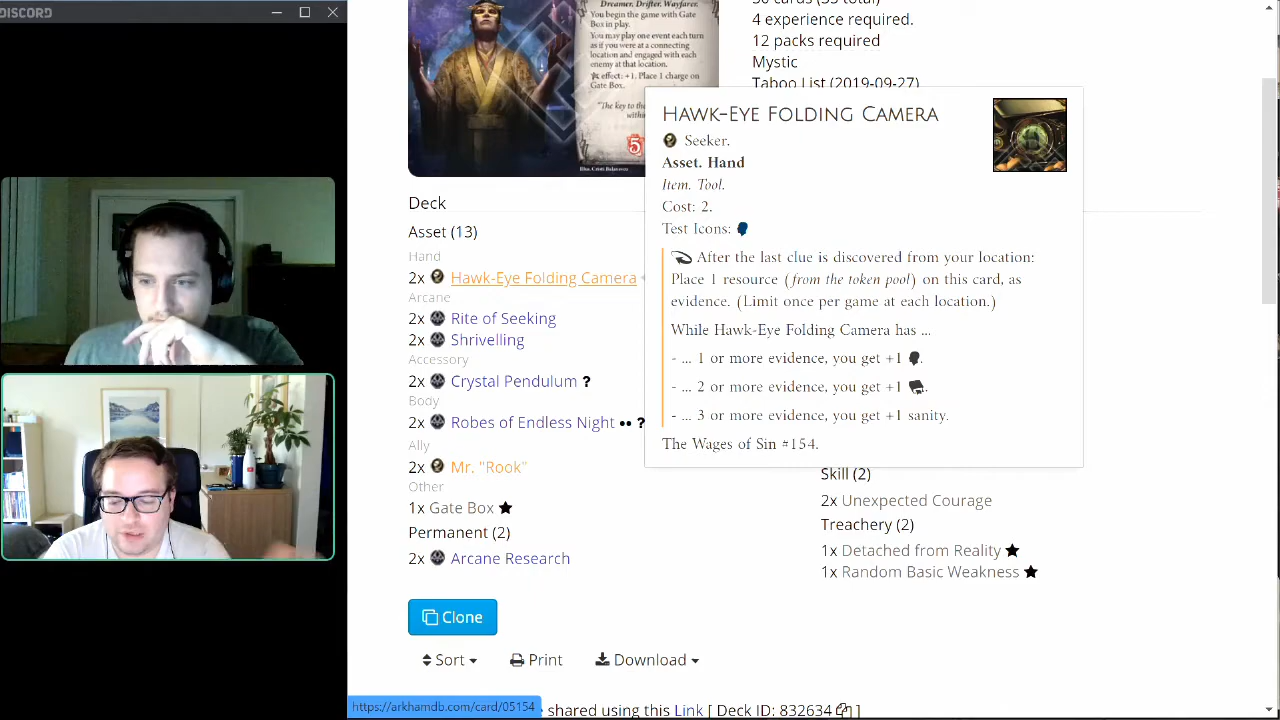 DISCORD
Dreamer. Drifter. Wayfarer.
You begin the game with Gate
Box in play.
You may play one event each turn
as if you were at a connecting
location and engaged with each
enemy at that location.
effect: +1. Place 1 charge on
Gate Box.
"The key to th
withi
5
Illus. Cristi Balanescu
4 experience required.
12 packs required
Mystic
Taboo List (2019-09-27)
Hawk-Eye Folding Camera
Seeker.
Asset. Hand
Item. Tool.
Cost: 2.
Test Icons:
After the last clue is discovered from your location:
Place 1 resource (from the token pool) on this card, as
evidence. (Limit once per game at each location.)
While Hawk-Eye Folding Camera has ...
- ... 1 or more evidence, you get +1 .
- ... 2 or more evidence, you get +1 .
- ... 3 or more evidence, you get +1 sanity.
The Wages of Sin #154.
Deck
Asset (13)
Hand
2x Hawk-Eye Folding Camera
Arcane
2x Rite of Seeking
2x Shrivelling
Accessory
2x Crystal Pendulum ?
Body
2x Robes of Endless Night •• ?
Ally
2x Mr. "Rook"
Other
1x Gate Box ★
Permanent (2)
2x Arcane Research
Skill (2)
2x Unexpected Courage
Treachery (2)
1x Detached from Reality ★
1x Random Basic Weakness ★
Clone
Sort Print Download
https://arkhamdb.com/card/05154
e shared using this Link [ Deck ID: 832634 ]